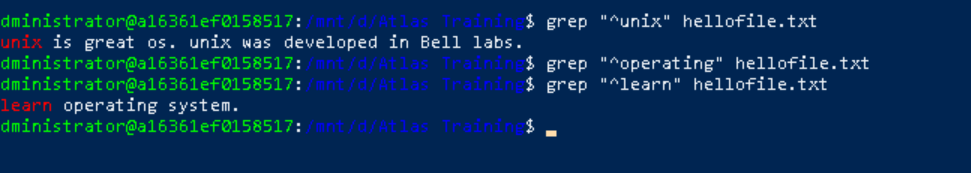 dministrator@a16361ef0158517:/mnt/d/Atlas Training$ grep "^unix" hellofile.txt
unix is great os. unix was developed in Bell labs.
dministrator@a16361ef0158517:/mnt/d/Atlas Training$ grep "^operating" hellofile.txt
dministrator@a16361ef0158517:/mnt/d/Atlas Training$ grep "^learn" hellofile.txt
learn operating system.
dministrator@a16361ef0158517:/mnt/d/Atlas Training$